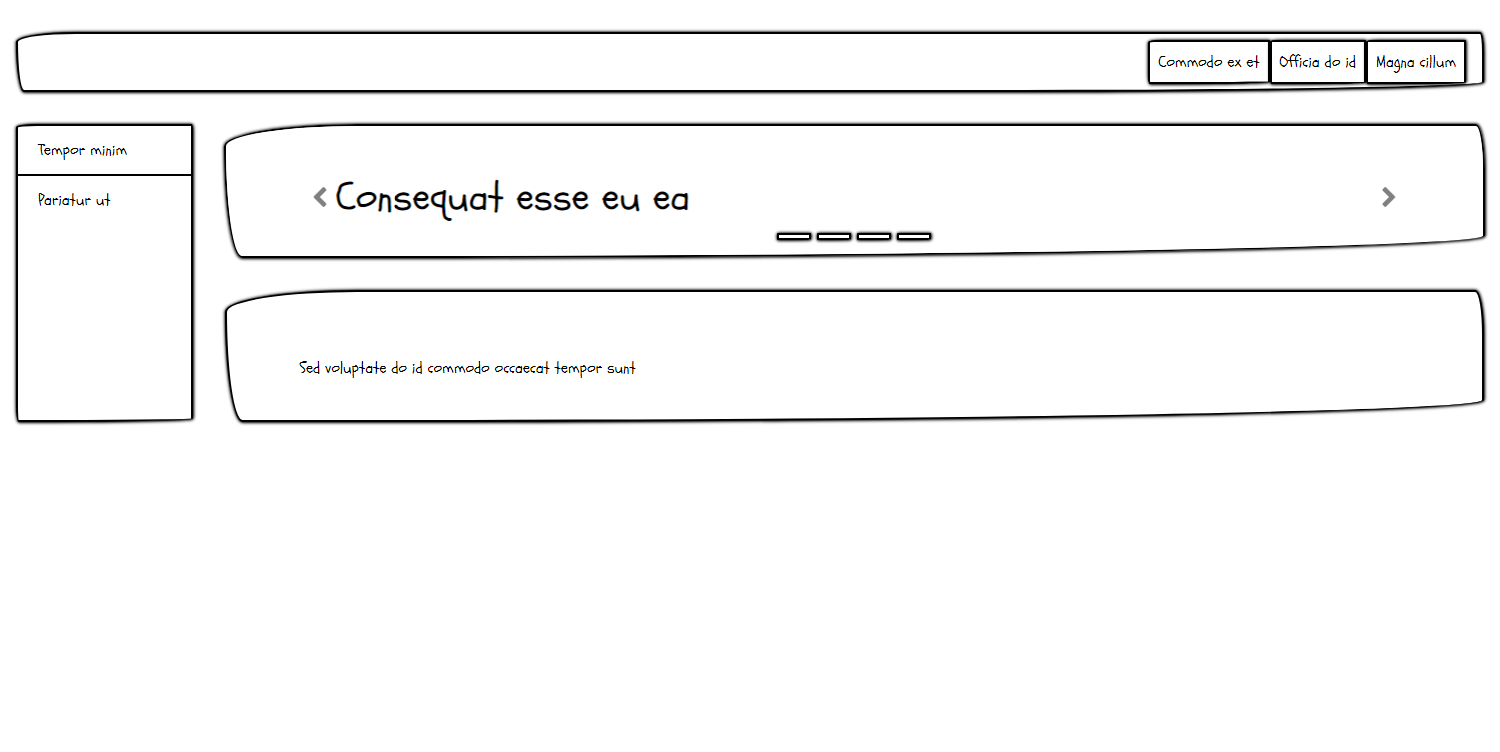 Commodo ex et
Officia do id
Magna cillum
Tempor minim
Pariatur ut
Consequat esse eu ea
Sed voluptate do id commodo occaecat tempor sunt